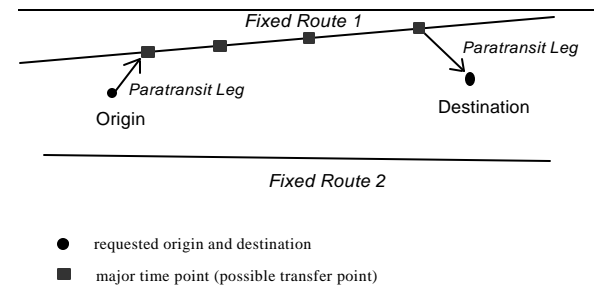 Fixed Route 1
Paratransit Leg
Paratransit Leg
Origin
Destination
Fixed Route 2
requested origin and destination
major time point (possible transfer point)